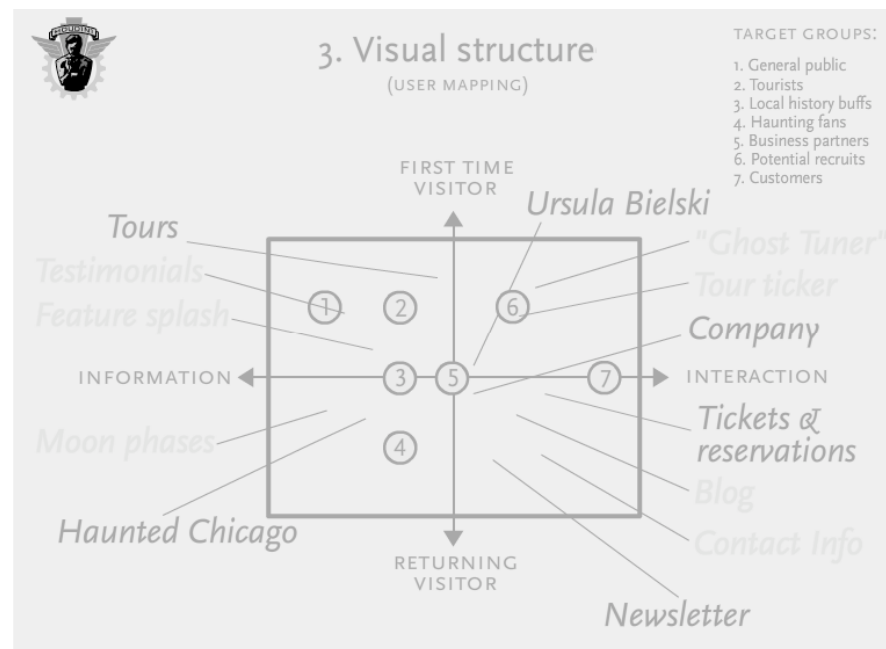 HOUDINI
3. Visual structure
(USER MAPPING)
TARGET GROUPS:
1. General public
2. Tourists
3. Local history buffs
4. Haunting fans
5. Business partners
6. Potential recruits
7. Customers
FIRST TIME
VISITOR
Ursula Bielski
Tours
"Ghost Tuner"
Testimonials
Tour ticker
Feature splash
1
2
6
Company
INFORMATION
3
5
7
INTERACTION
Tickets &
reservations
Moon phases
4
Blog
Haunted Chicago
Contact Info
RETURNING
VISITOR
Newsletter